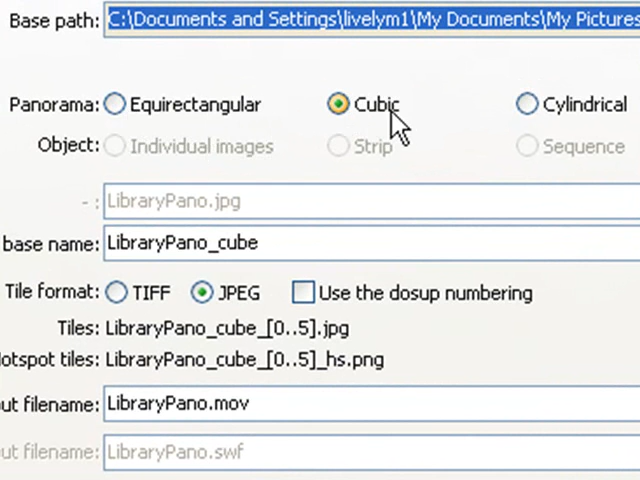 Base path: C:\Documents and Settings\livelym1\My Documents\My Pictures
Panorama: Equirectangular Cubic Cylindrical
Object: Individual images Strip Sequence
- : LibraryPano.jpg
base name: LibraryPano_cube
Tile format: TIFF JPEG Use the dosup numbering
Tiles: LibraryPano_cube_[0..5].jpg
lotspot tiles: LibraryPano_cube_[0..5]_hs.png
ut filename: LibraryPano.mov
ut filename: LibraryPano.swf